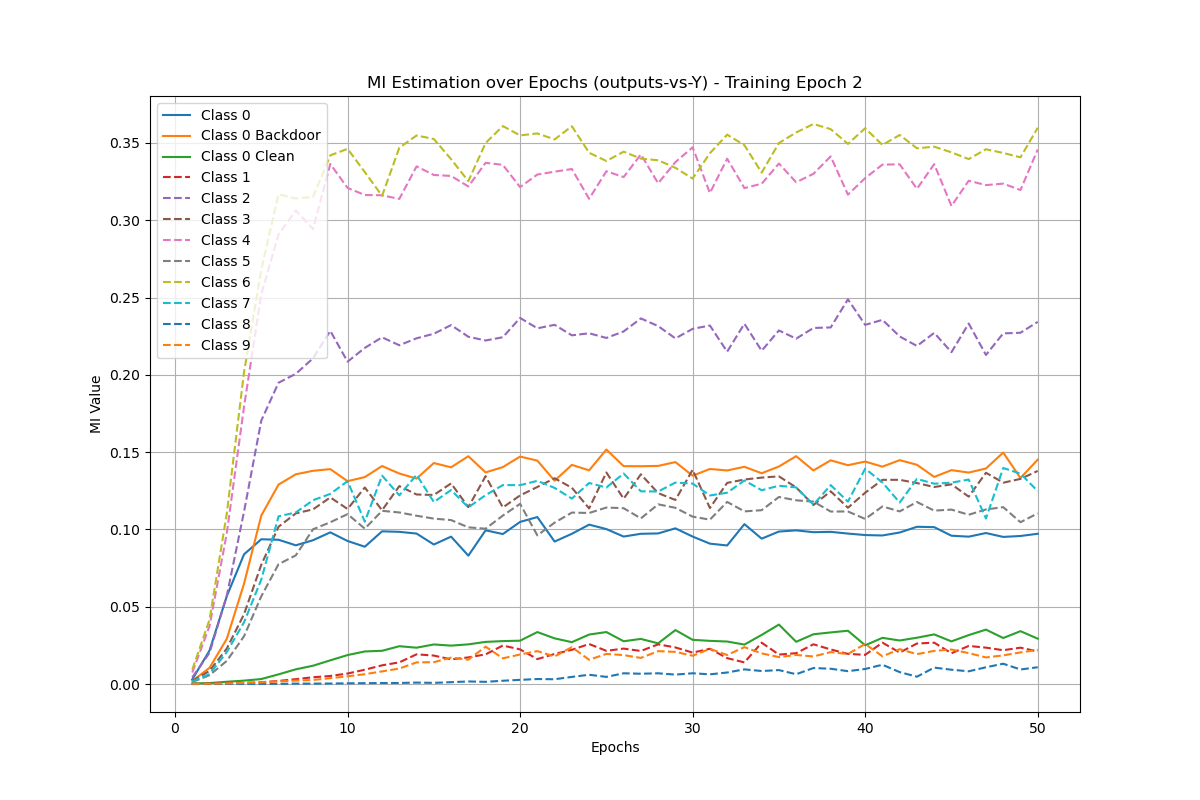 MI Estimation over Epochs (outputs-vs-Y) - Training Epoch 2
Class 0
Class 0 Backdoor
Class 0 Clean
Class 1
Class 2
Class 3
Class 4
Class 5
Class 6
Class 7
Class 8
Class 9
MI Value
0.35
0.30
0.25
0.20
0.15
0.10
0.05
0.00
0 10 20 30 40 50
Epochs